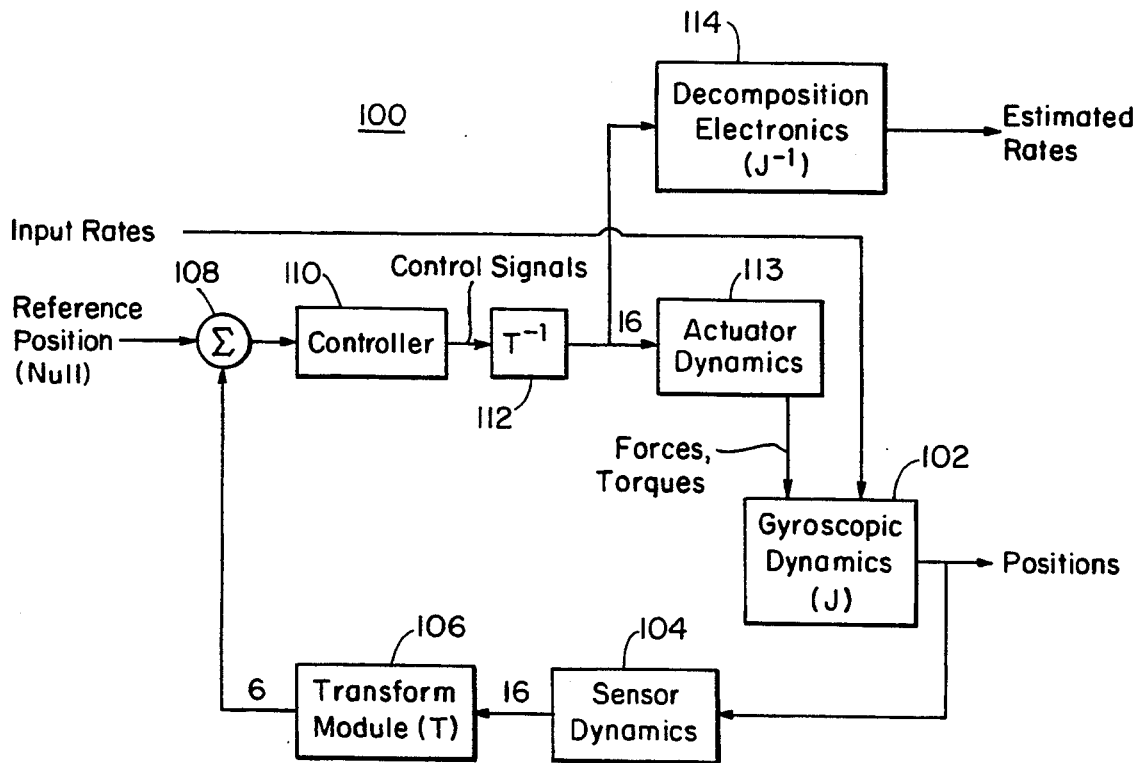 114
Decomposition
Electronics
(J⁻¹)
Estimated
Rates
100
Input Rates
108
110
Control Signals
113
Reference
Position
(Null)
Σ
Controller
T⁻¹
16
Actuator
Dynamics
112
Forces,
Torques
102
Gyroscopic
Dynamics
(J)
Positions
106
104
6
Transform
Module (T)
16
Sensor
Dynamics